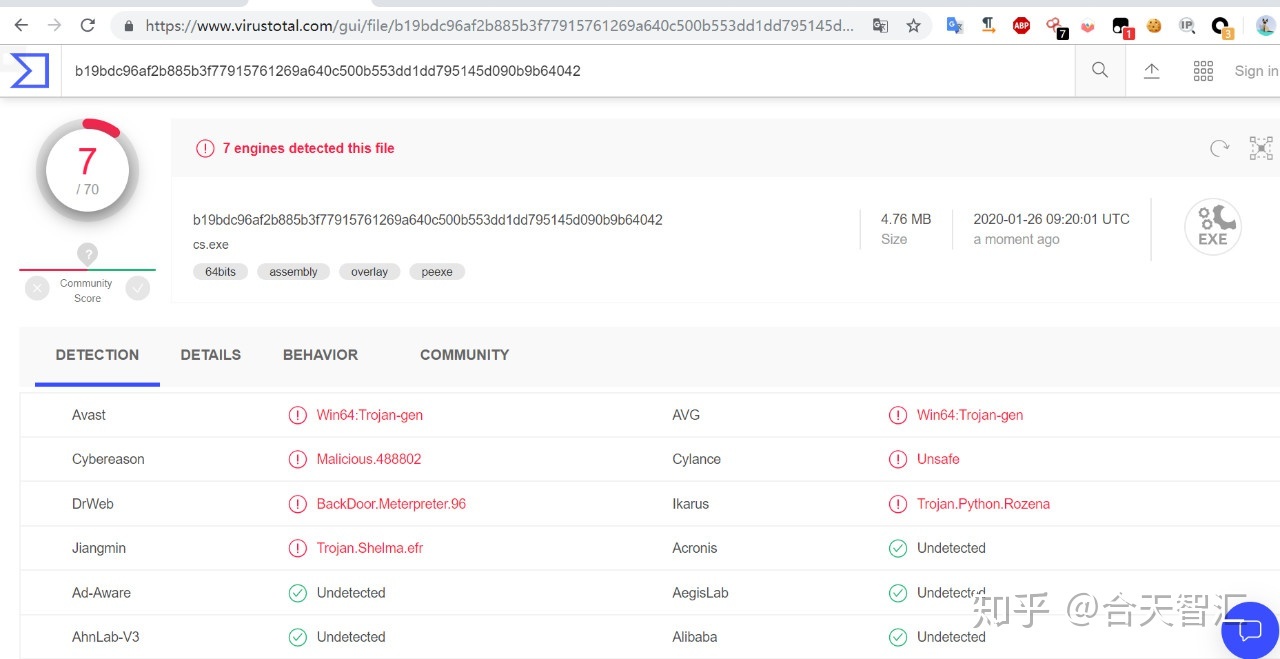 https://www.virustotal.com/gui/file/b19bdc96af2b885b3f77915761269a640c500b553dd1dd795145d...
ABP
7
1
IP
3
b19bdc96af2b885b3f77915761269a640c500b553dd1dd795145d090b9b64042
Sign in
7
/ 70
7 engines detected this file
b19bdc96af2b885b3f77915761269a640c500b553dd1dd795145d090b9b64042
cs.exe
64bits assembly overlay peexe
4.76 MB
Size
2020-01-26 09:20:01 UTC
a moment ago
EXE
?
Community
Score
DETECTION DETAILS BEHAVIOR COMMUNITY
Avast Win64:Trojan-gen AVG Win64:Trojan-gen
Cybereason Malicious.488802 Cylance Unsafe
DrWeb BackDoor.Meterpreter.96 Ikarus Trojan.Python.Rozena
Jiangmin Trojan.Shelma.efr Acronis Undetected
Ad-Aware Undetected AegisLab Undetected
AhnLab-V3 Undetected Alibaba Undetected
知乎 @合天智汇